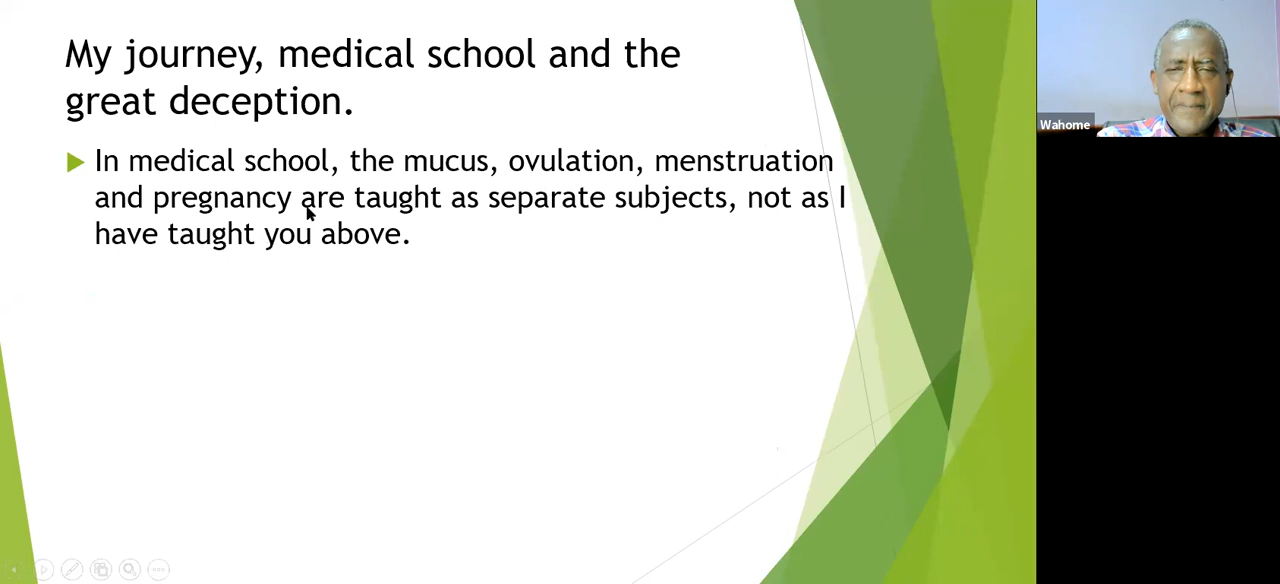 My journey, medical school and the
great deception.
In medical school, the mucus, ovulation, menstruation
and pregnancy are taught as separate subjects, not as I
have taught you above.
Wahome